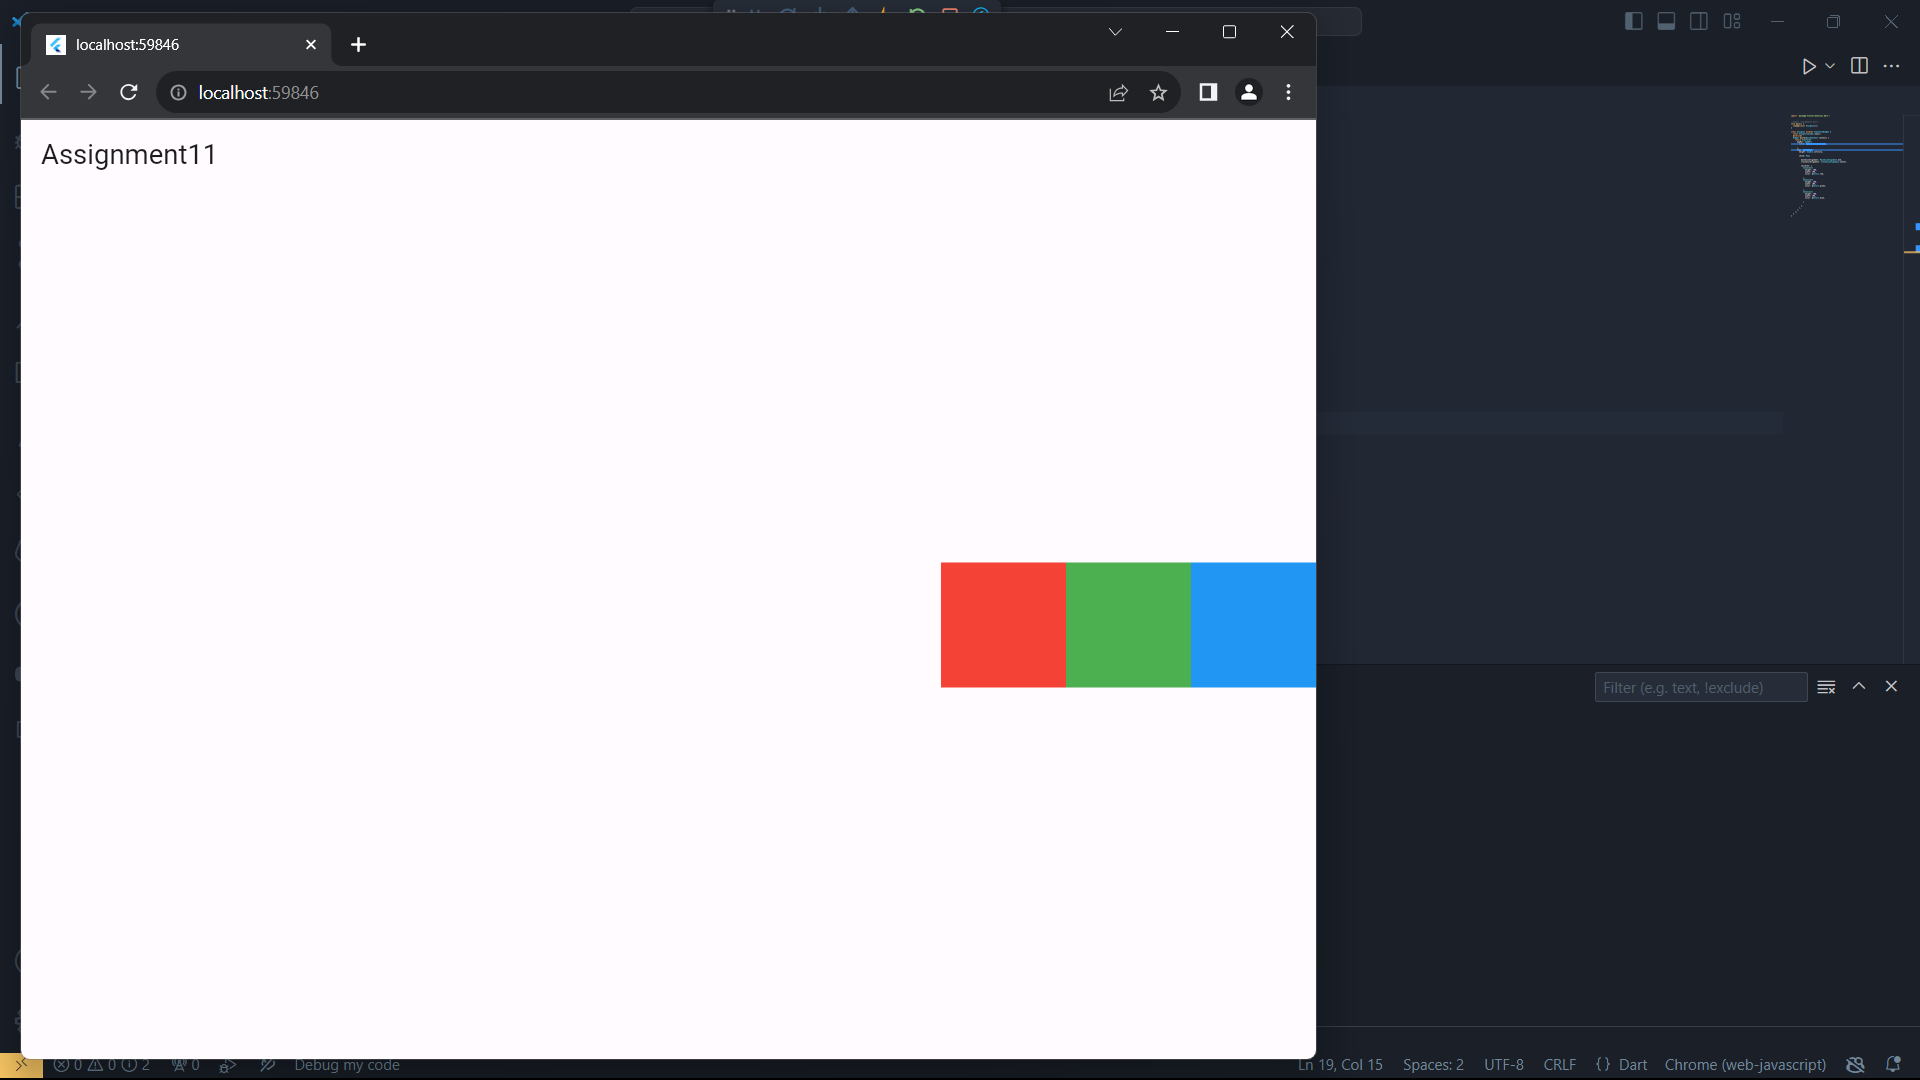 localhost:59846
localhost:59846
Assignment11
Filter (e.g. text, !exclude)
0 0 2 0 Debug my code
Ln 19, Col 15 Spaces: 2 UTF-8 CRLF {} Dart Chrome (web-javascript)